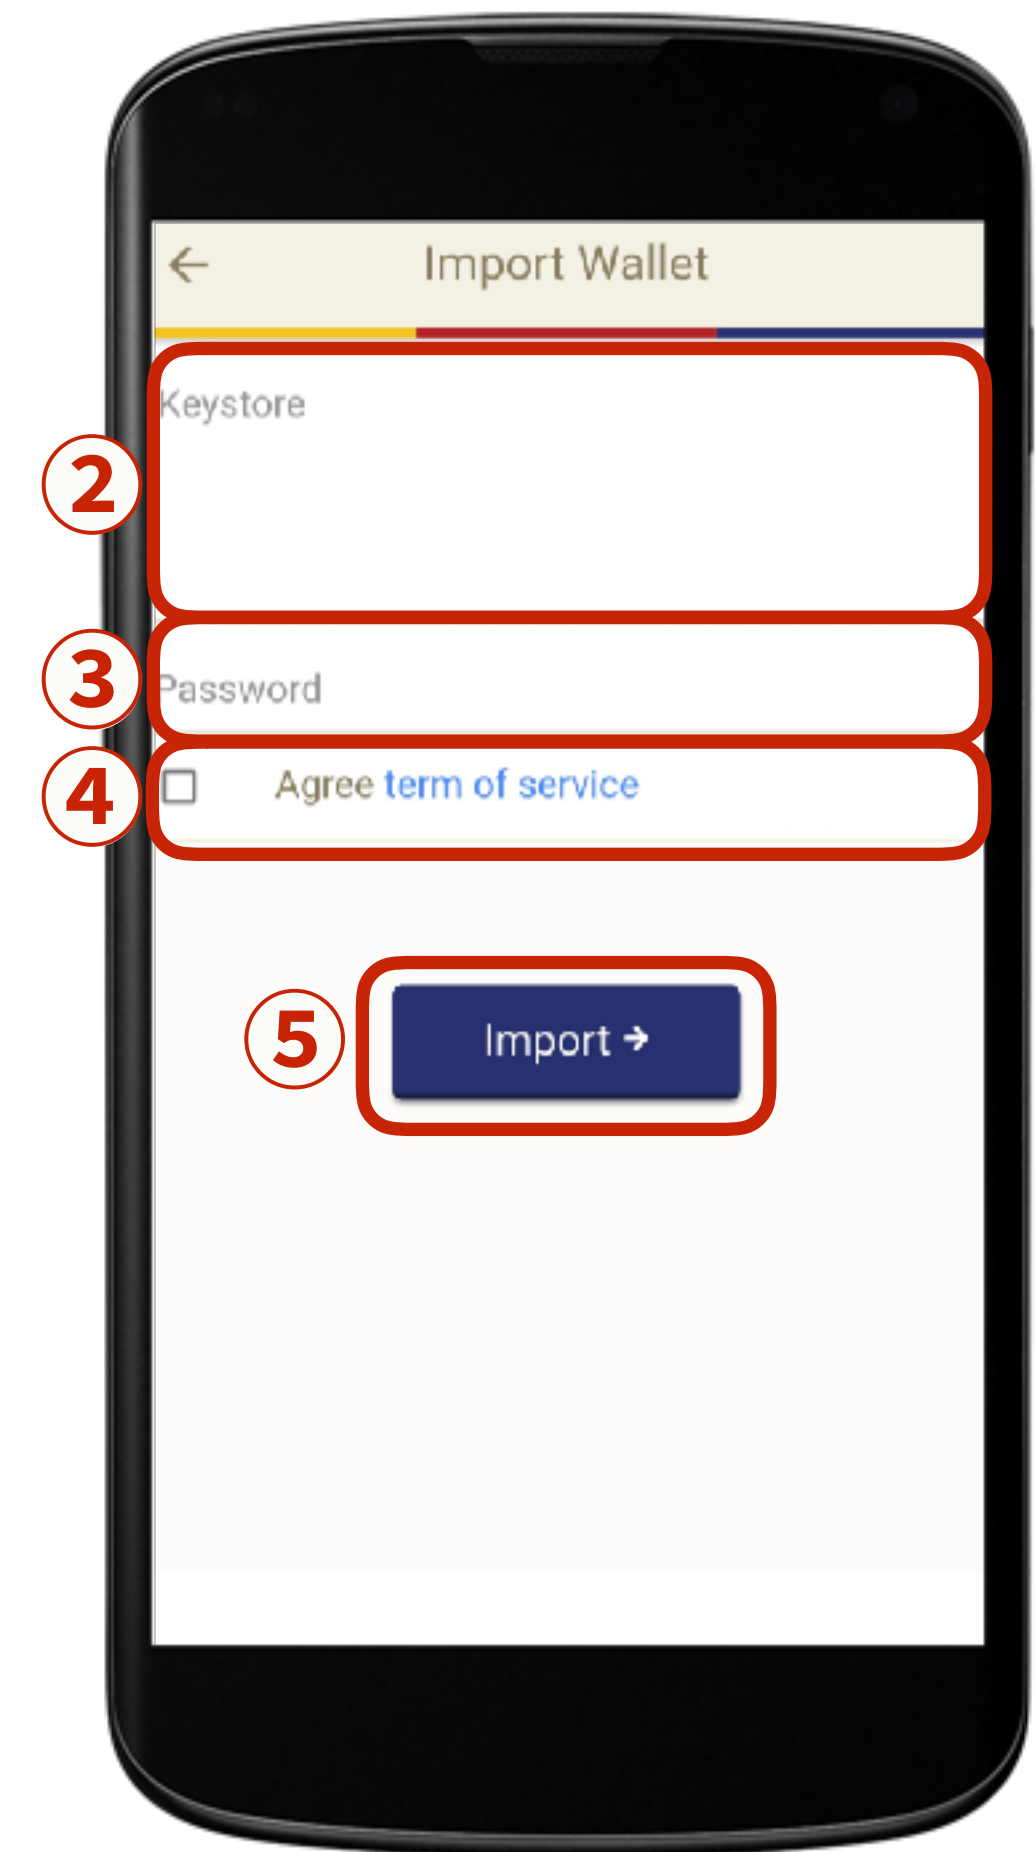 ← Import Wallet
Keystore
2
3
Password
4
Agree term of service
5
Import →